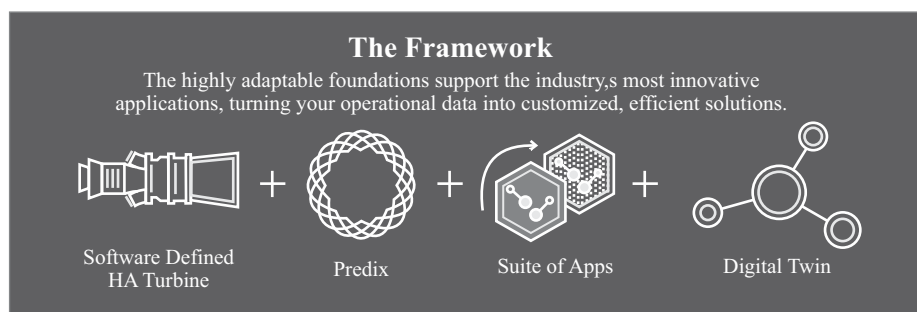 The Framework
The highly adaptable foundations support the industry,s most innovative
applications, turning your operational data into customized, efficient solutions.
Software Defined
HA Turbine
Predix
Suite of Apps
Digital Twin